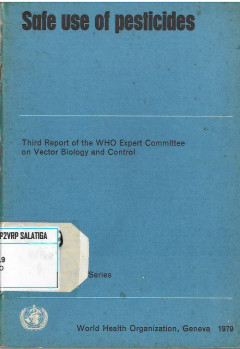 Safe use of pesticides
Third Report of the WHO Expert Committee
on Vector Biology and Control
P2VRP SALATIGA
Series
World Health Organization, Geneva 1979